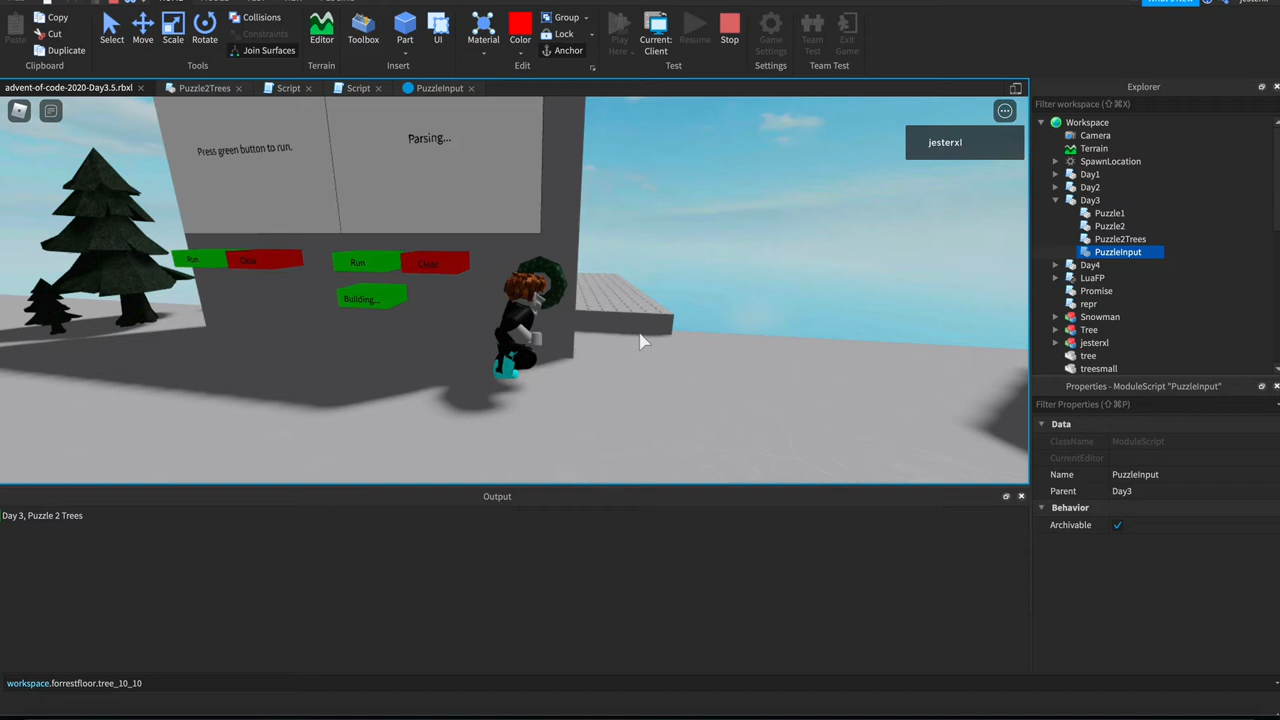 Copy
Cut
Duplicate
Paste
Clipboard
Select
Move
Scale
Rotate
Collisions
Constraints
Join Surfaces
Tools
Editor
Terrain
Toolbox
Part
UI
Insert
Material
Color
Group
Lock
Anchor
Edit
Play
Here
Current:
Client
Resume
Stop
Test
Game
Settings
Settings
Team
Test
Exit
Game
Team Test
advent-of-code-2020-Day3.5.rbxl
Puzzle2Trees
Script
Script
PuzzleInput
Press green button to run.
Parsing...
jesterxl
Run
Clear
Run
Clear
Building...
Explorer
Filter workspace (⇧⌘X)
Workspace
Camera
Terrain
SpawnLocation
Day1
Day2
Day3
Puzzle1
Puzzle2
Puzzle2Trees
PuzzleInput
Day4
LuaFP
Promise
repr
Snowman
Tree
jesterxl
tree
treesmall
Properties - ModuleScript "PuzzleInput"
Filter Properties (⇧⌘P)
Data
ClassName ModuleScript
CurrentEditor
Name PuzzleInput
Parent Day3
Behavior
Archivable
Output
Day 3, Puzzle 2 Trees
workspace.forrestfloor.tree_10_10